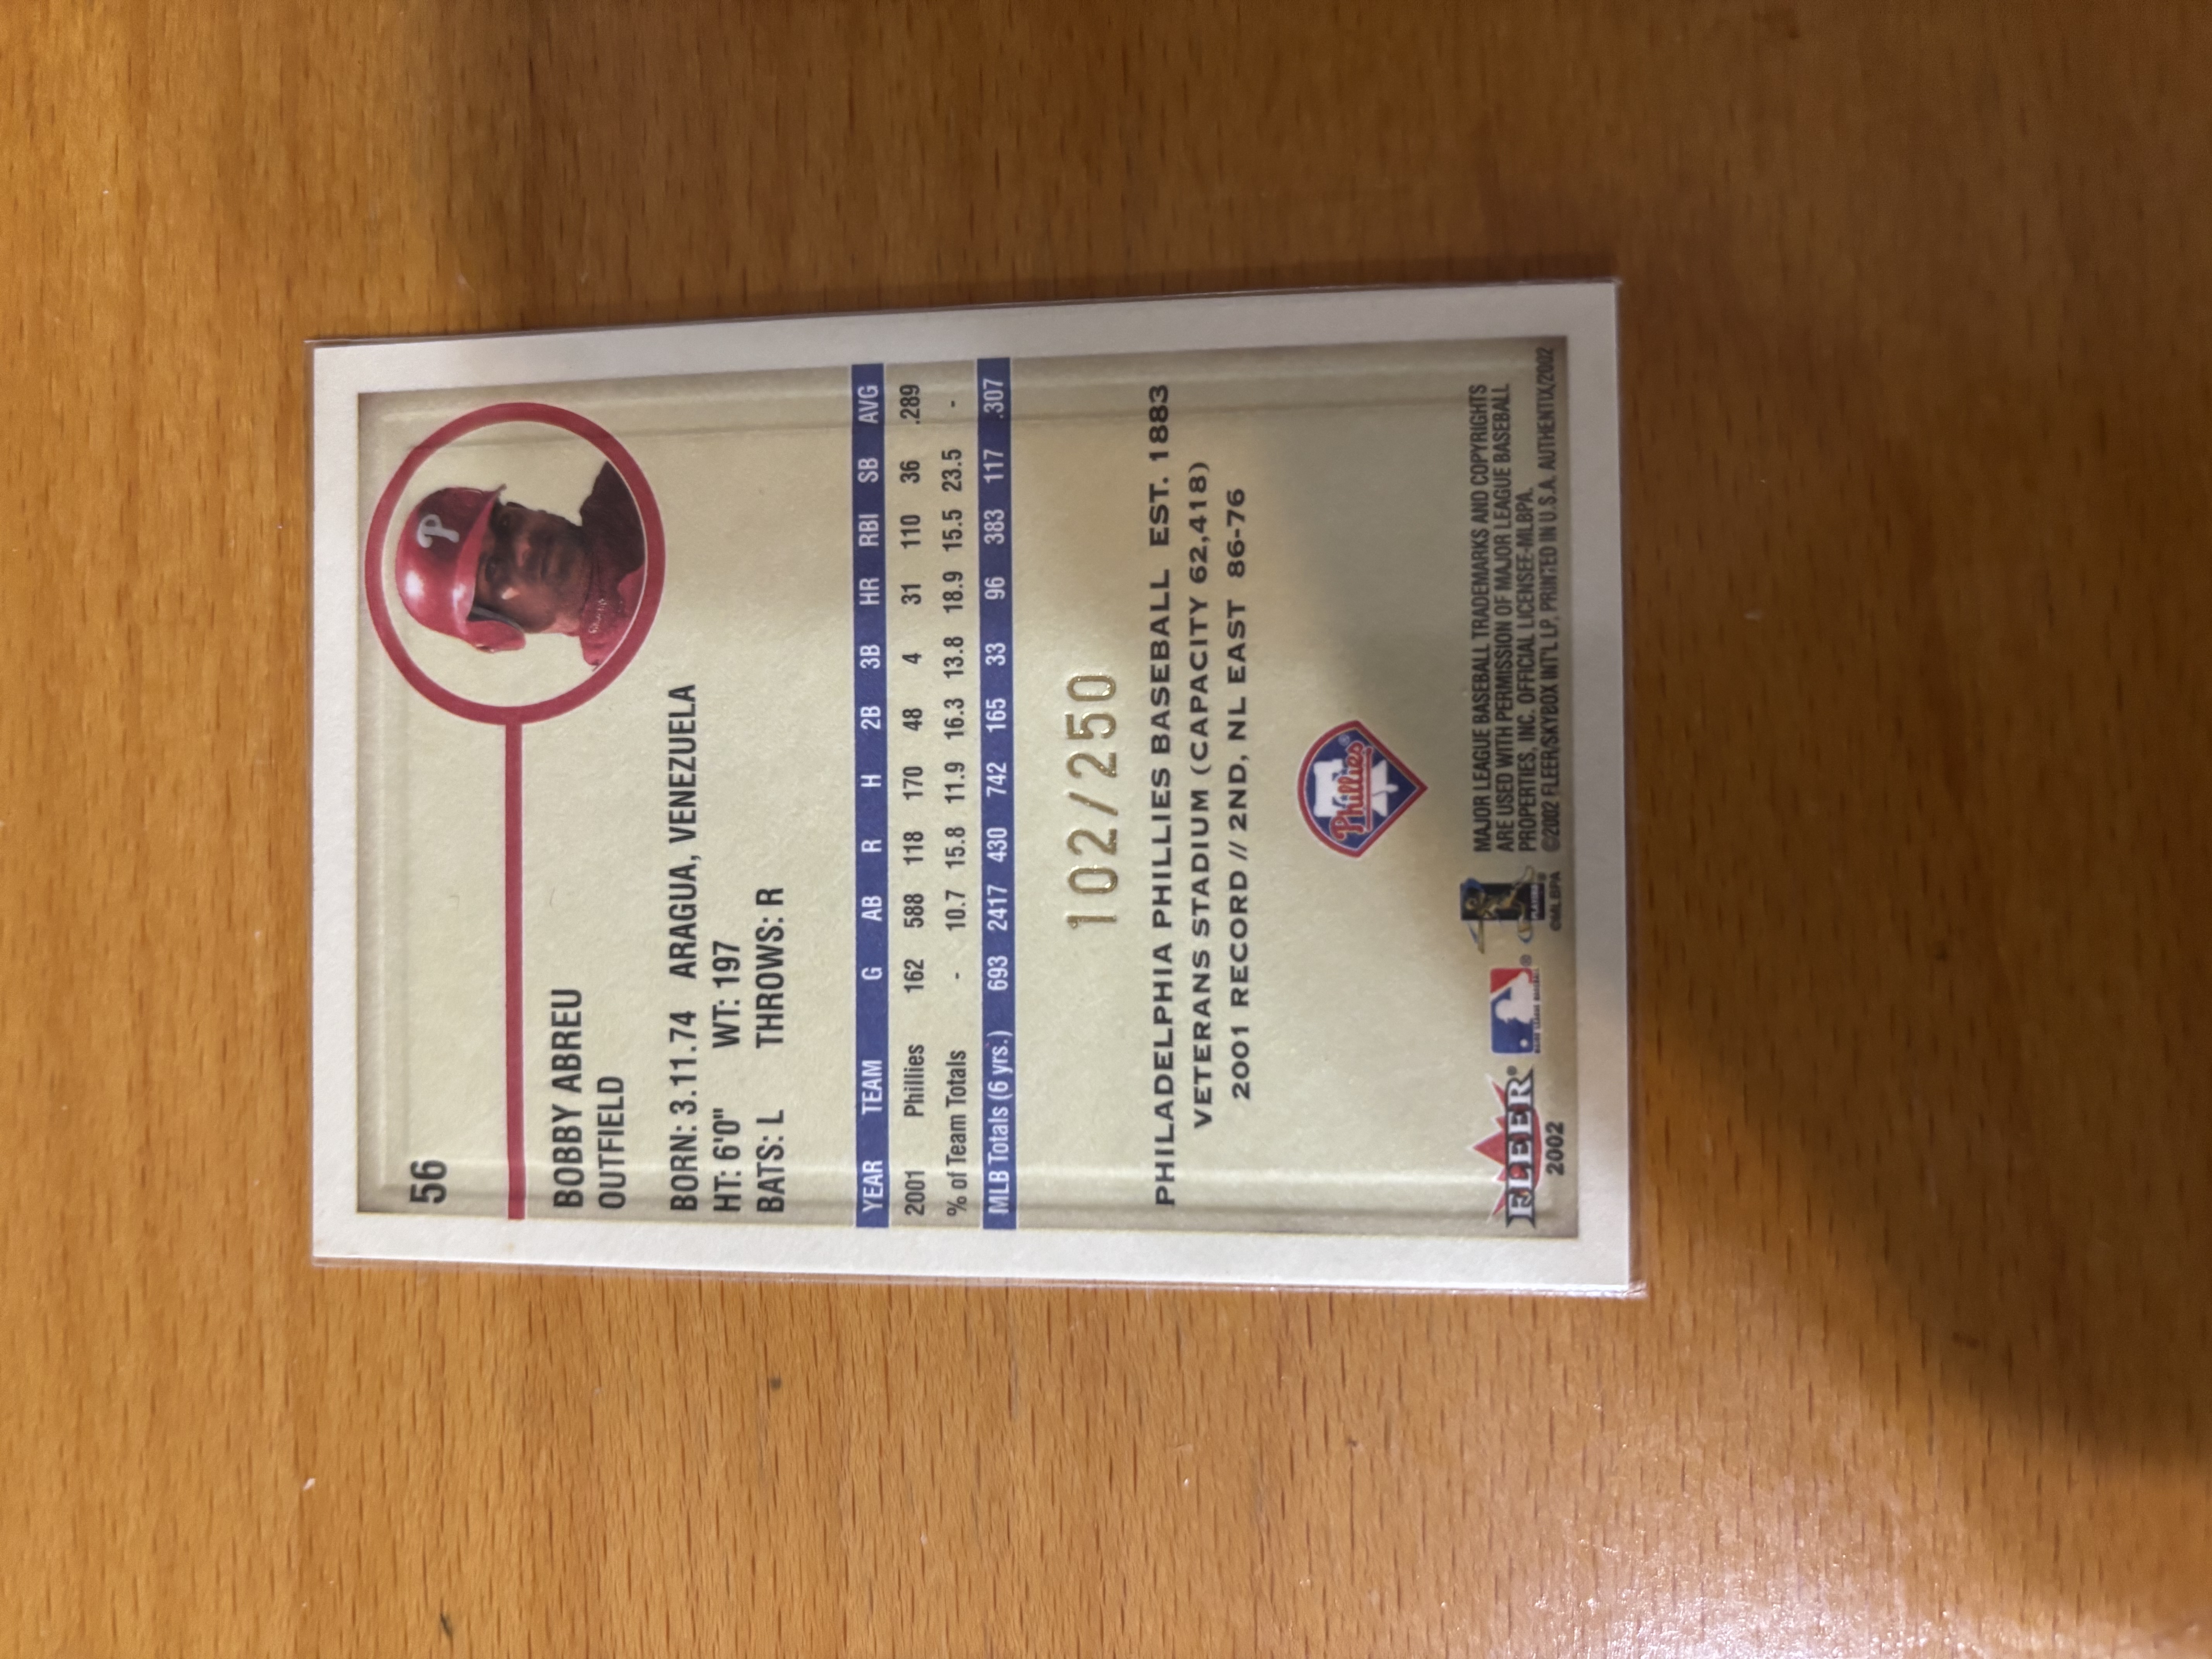 56
P
BOBBY ABREU
OUTFIELD
BORN: 3.11.74 ARAGUA, VENEZUELA
HT: 6'0" WT: 197
BATS: L THROWS: R
YEAR TEAM G AB R H 2B 3B HR RBI SB AVG
2001 Phillies 162 588 118 170 48 4 31 110 36 .289
% of Team Totals - 10.7 15.8 11.9 16.3 13.8 18.9 15.5 23.5 -
MLB Totals (6 yrs.) 693 2417 430 742 165 33 96 383 117 .307
102/250
PHILADELPHIA PHILLIES BASEBALL EST. 1883
VETERANS STADIUM (CAPACITY 62,418)
2001 RECORD // 2ND, NL EAST 86-76
Phillies®
FLEER®
2002
®
©MLBPA
MAJOR LEAGUE BASEBALL TRADEMARKS AND COPYRIGHTS
ARE USED WITH PERMISSION OF MAJOR LEAGUE BASEBALL
PROPERTIES, INC. OFFICIAL LICENSEE-MLBPA.
©2002 FLEER/SKYBOX INT'L LP, PRINTED IN U.S.A. AUTHENTIX/2002